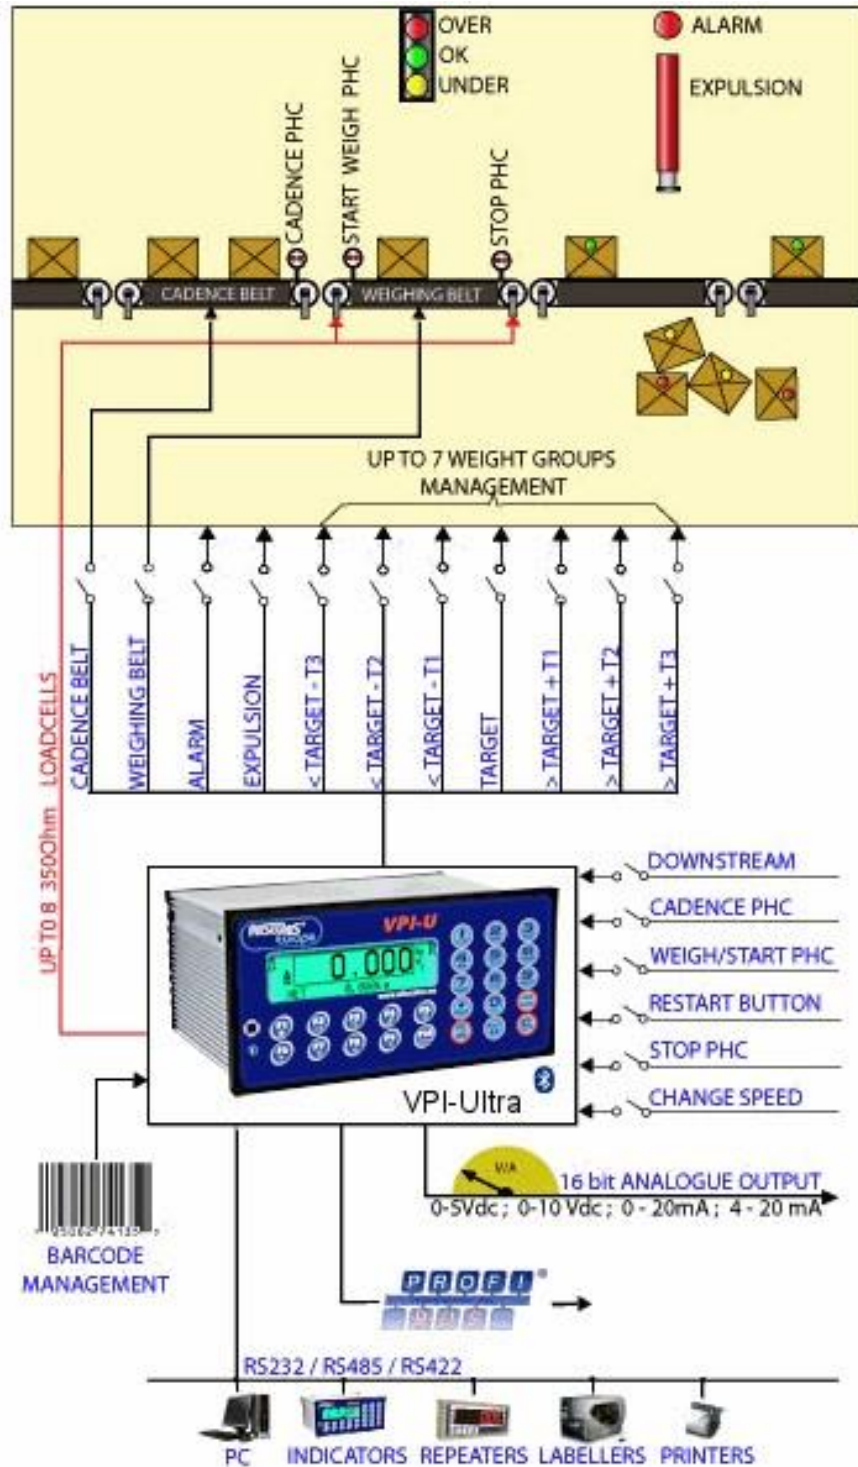 OVER
OK
UNDER
ALARM
EXPULSION
CADENCE PHC
START WEIGH PHC
STOP PHC
CADENCE BELT
WEIGHING BELT
UP TO 7 WEIGHT GROUPS
MANAGEMENT
UP TO 8 350Ohm LOADCELLS
CADENCE BELT
WEIGHING BELT
ALARM
EXPULSION
< TARGET - T3
< TARGET - T2
< TARGET - T1
TARGET
> TARGET + T1
> TARGET + T2
> TARGET + T3
DOWNSTREAM
CADENCE PHC
WEIGH/START PHC
RESTART BUTTON
STOP PHC
CHANGE SPEED
VPI-U
0.000
VPI-Ultra
V/A
16 bit ANALOGUE OUTPUT
0-5Vdc ; 0-10 Vdc ; 0 - 20mA ; 4 - 20 mA
BARCODE
MANAGEMENT
PROFI
BUS
®
RS232 / RS485 / RS422
PC
INDICATORS
REPEATERS
LABELLERS
PRINTERS